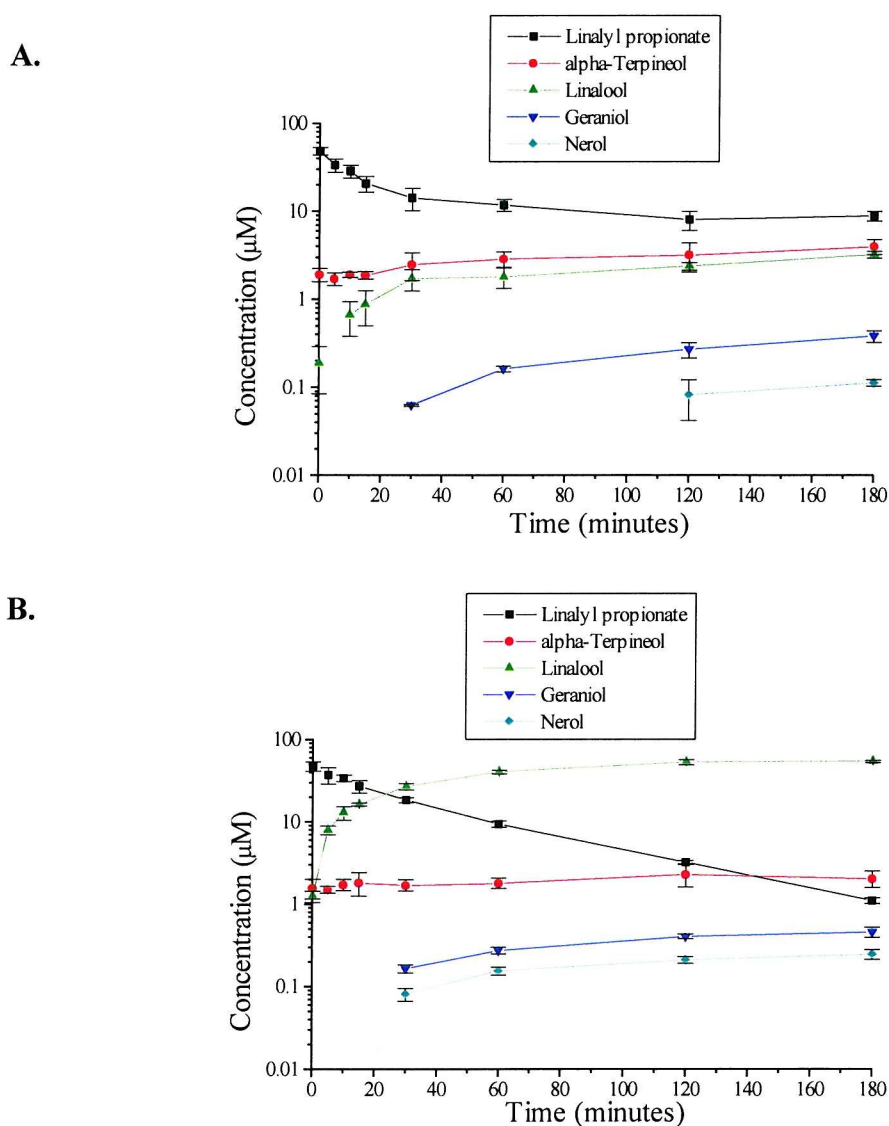 A.
Linalyl propionate
alpha-Terpineol
Linalool
Geraniol
Nerol
100
10
1
0.1
0.01
Concentration (µM)
0 20 40 60 80 100 120 140 160 180
Time (minutes)
B.
Linalyl propionate
alpha-Terpineol
Linalool
Geraniol
Nerol
100
10
1
0.1
0.01
Concentration (µM)
0 20 40 60 80 100 120 140 160 180
Time (minutes)